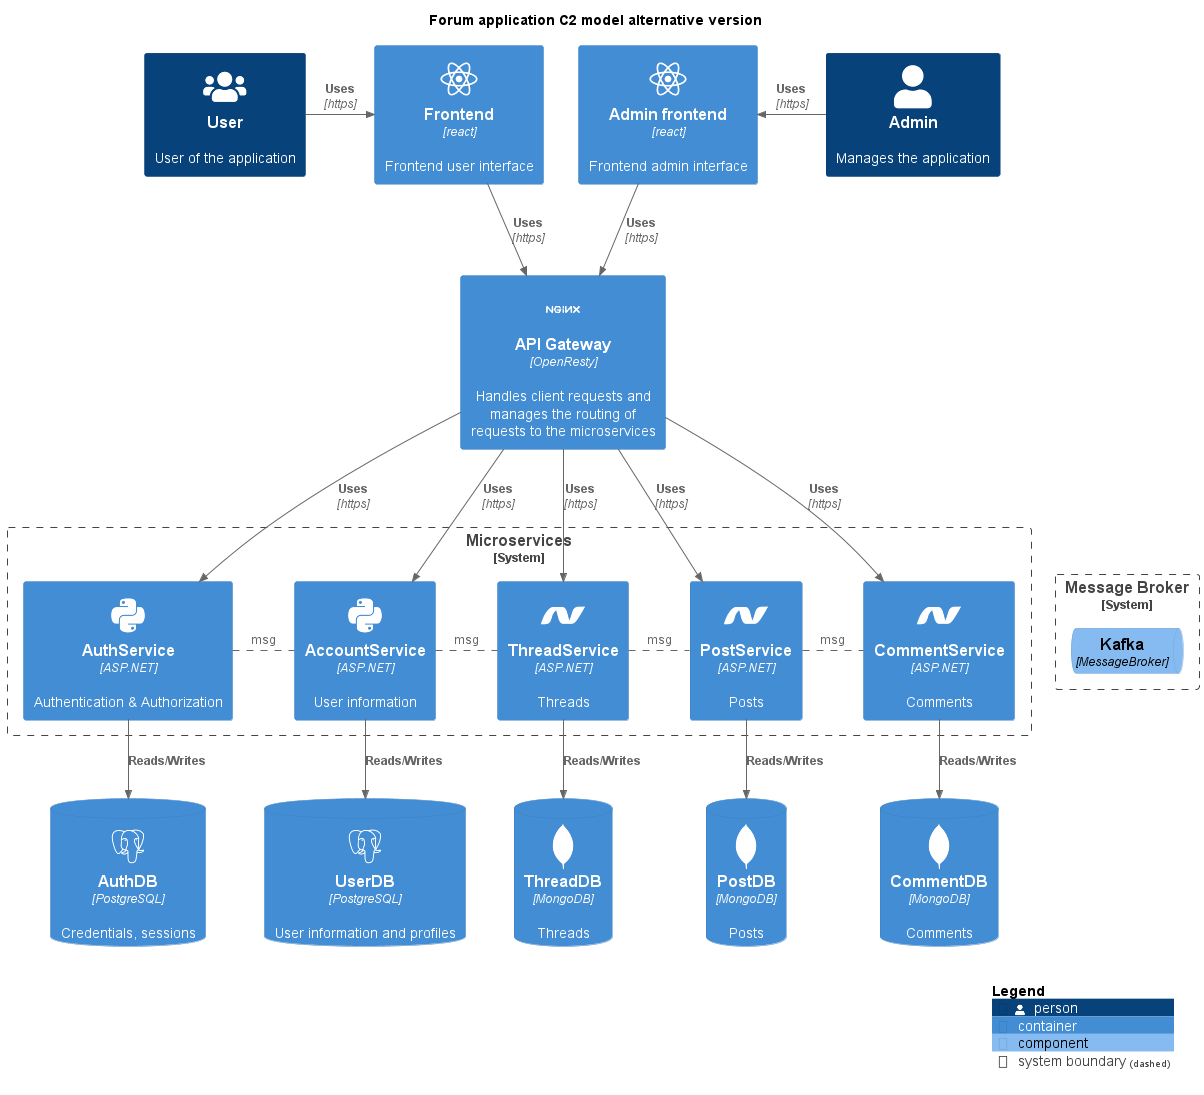 Forum application C2 model alternative version
User
User of the application
Uses
[https]
Frontend
[react]
Frontend user interface
Admin frontend
[react]
Frontend admin interface
Uses
[https]
Admin
Manages the application
Uses
[https]
Uses
[https]
NGINX
API Gateway
[OpenResty]
Handles client requests and
manages the routing of
requests to the microservices
Uses
[https]
Uses
[https]
Uses
[https]
Uses
[https]
Uses
[https]
Microservices
[System]
AuthService
[ASP.NET]
Authentication & Authorization
msg
AccountService
[ASP.NET]
User information
msg
ThreadService
[ASP.NET]
Threads
msg
PostService
[ASP.NET]
Posts
msg
CommentService
[ASP.NET]
Comments
Message Broker
[System]
Kafka
[MessageBroker]
Reads/Writes
Reads/Writes
Reads/Writes
Reads/Writes
Reads/Writes
AuthDB
[PostgreSQL]
Credentials, sessions
UserDB
[PostgreSQL]
User information and profiles
ThreadDB
[MongoDB]
Threads
PostDB
[MongoDB]
Posts
CommentDB
[MongoDB]
Comments
Legend
person
container
component
system boundary (dashed)